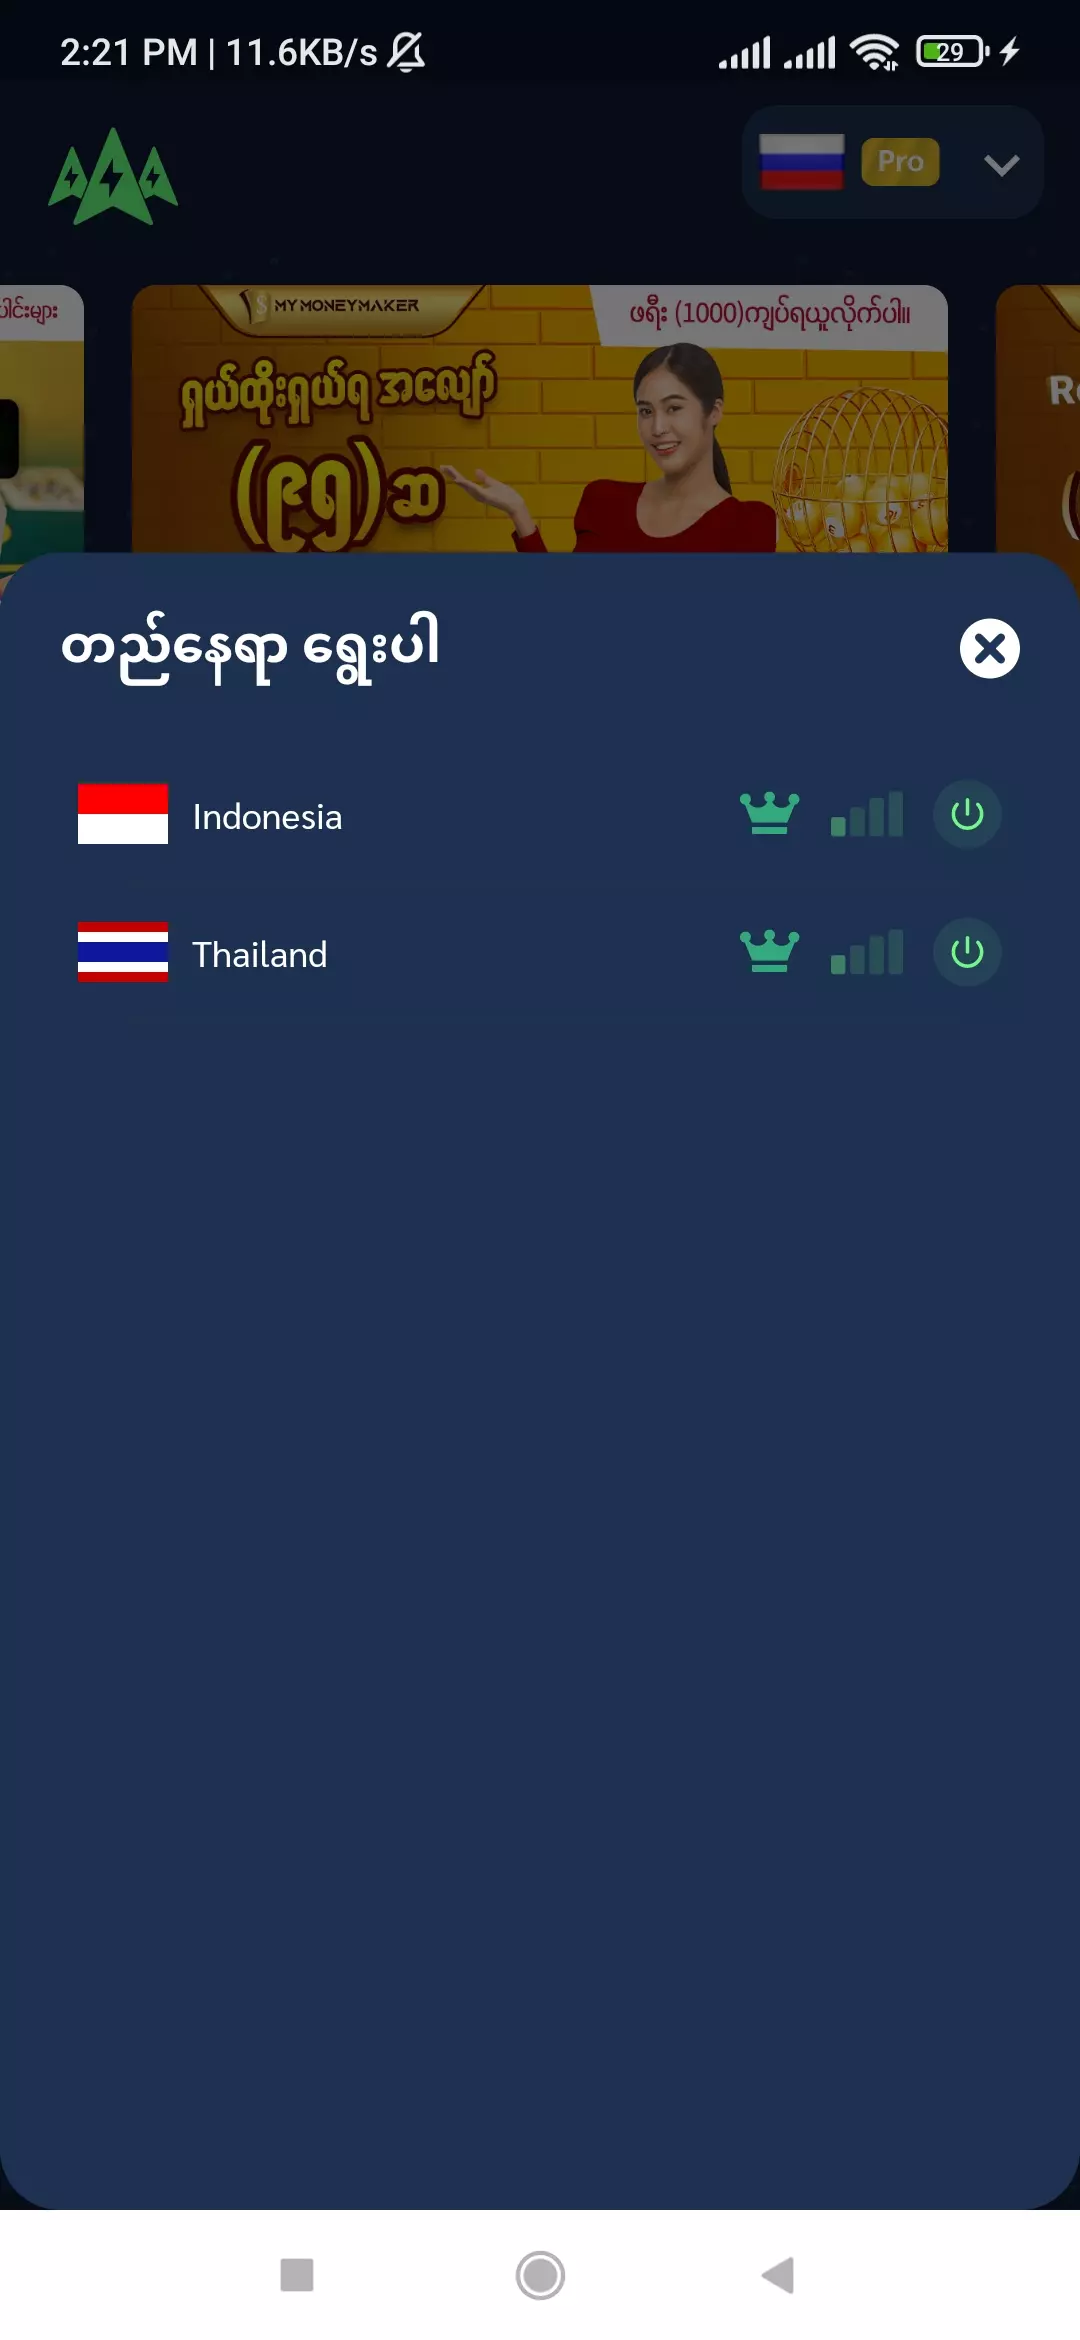 2:21 PM | 11.6KB/s
29
Pro
ပါင်းများ
MYMONEYMAKER
ဖရီး (1000)ကျပ်ရယူလိုက်ပါ။
ရှယ်ထိုးရှယ်ရ အလျော်
(၉၅)ဆ
တည်နေရာ ရွေးပါ
Indonesia
Thailand